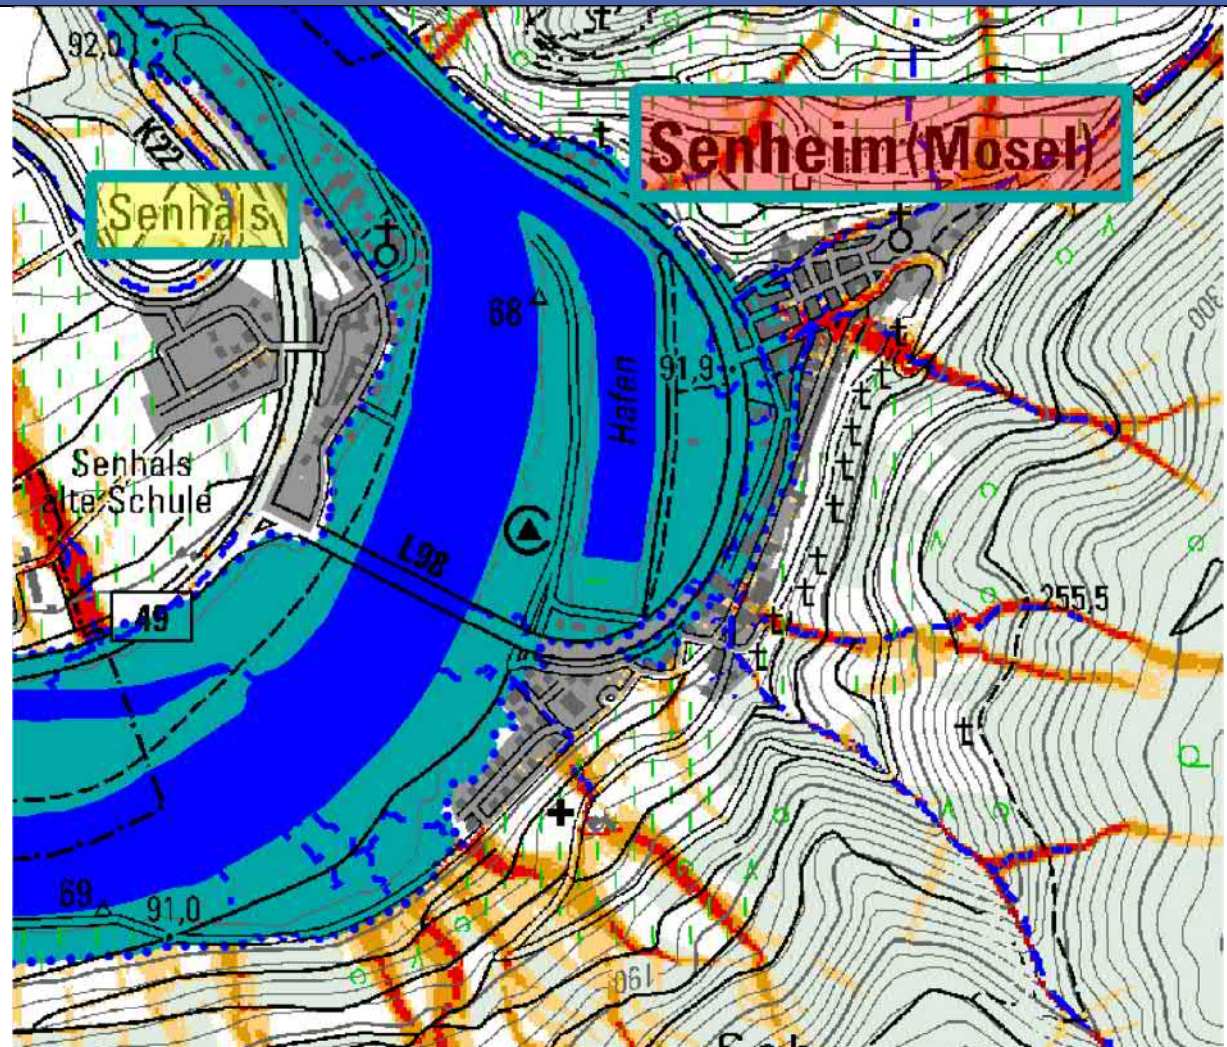 92,0
K22
Senheim (Mosel)
Senhals
300
68
91,9
Hafen
Senhals
alte Schule
L98
49
255,5
69
91,0
190